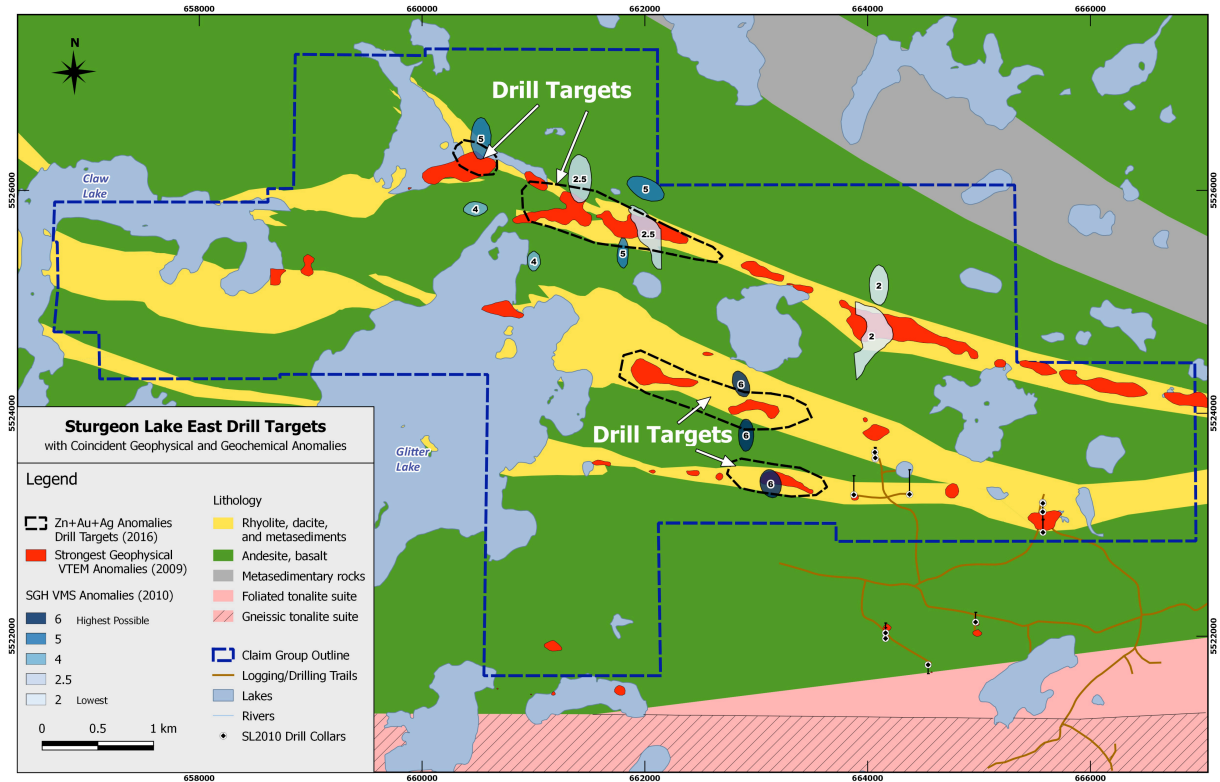 658000
660000
662000
664000
666000
N
Drill Targets
5
2.5
5
5526000
5526000
Claw
Lake
4
2.5
5
4
2
2
6
5524000
5524000
6
Drill Targets
Glitter
Lake
6
Sturgeon Lake East Drill Targets
with Coincident Geophysical and Geochemical Anomalies
Legend
Zn+Au+Ag Anomalies
Drill Targets (2016)
Strongest Geophysical
VTEM Anomalies (2009)
SGH VMS Anomalies (2010)
6 Highest Possible
5
4
2.5
2 Lowest
0 0.5 1 km
Lithology
Rhyolite, dacite,
and metasediments
Andesite, basalt
Metasedimentary rocks
Foliated tonalite suite
Gneissic tonalite suite
Claim Group Outline
Logging/Drilling Trails
Lakes
Rivers
SL2010 Drill Collars
5522000
5522000
658000
660000
662000
664000
666000